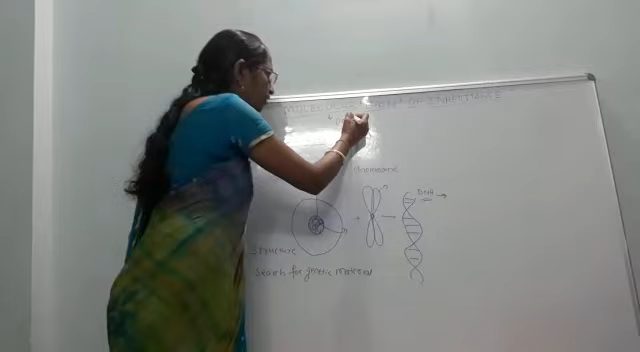 MOLECULAR BASIS OF INHERITANCE
chromosome
DNA
Structure
Search for genetic material